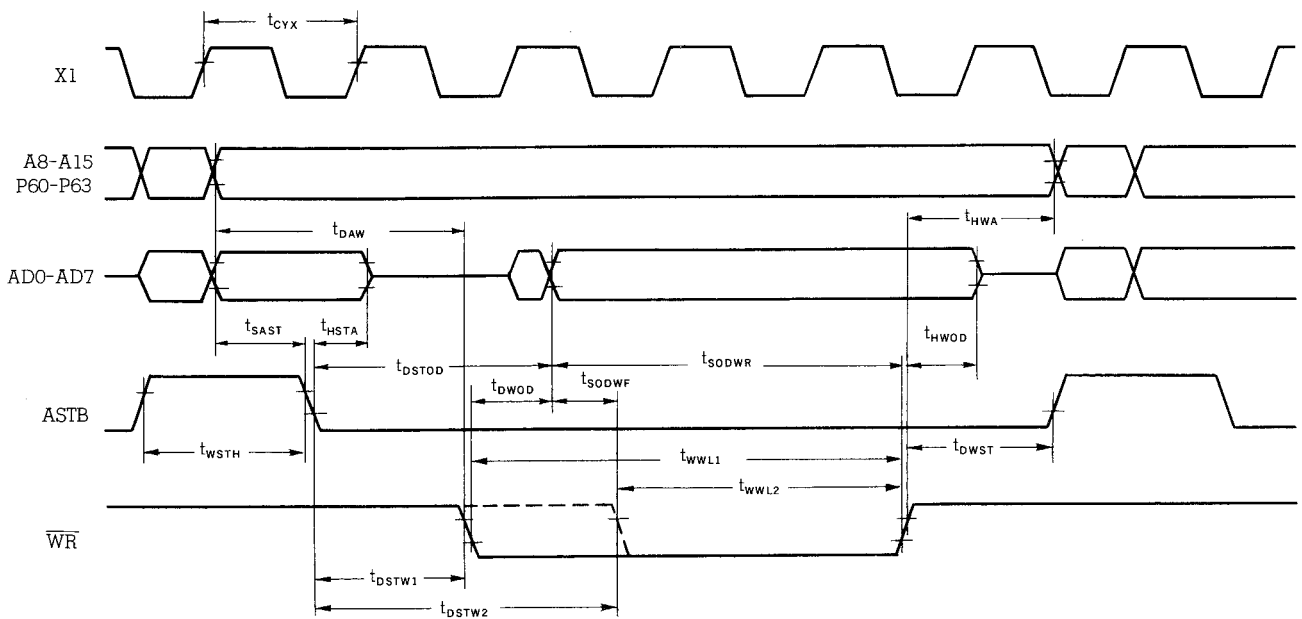 tCYX
X1
A8-A15
P60-P63
tDAW
tHWA
AD0-AD7
tSAST
tHSTA
tDSTOD
tSODWR
tHWOD
tDWOD
tSODWF
ASTB
tWSTH
tWWL1
tDWST
tWWL2
WR
tDSTW1
tDSTW2